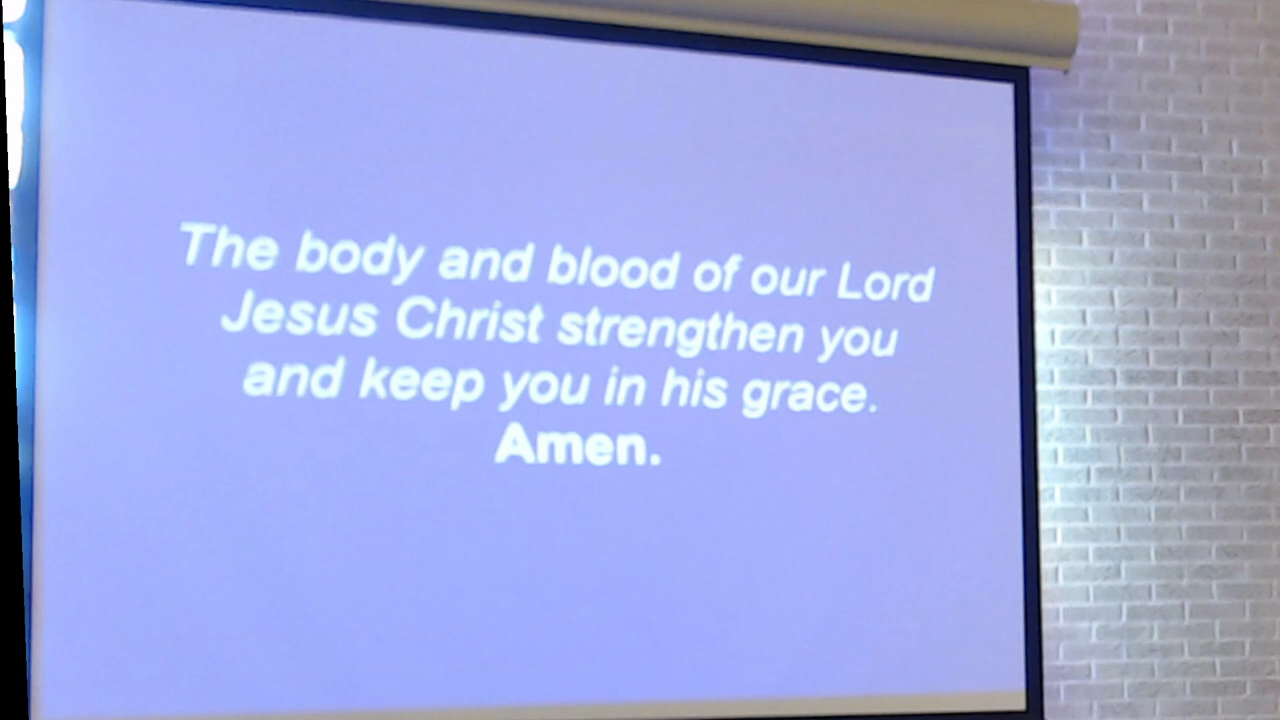 The body and blood of our Lord
Jesus Christ strengthen you
and keep you in his grace.
Amen.